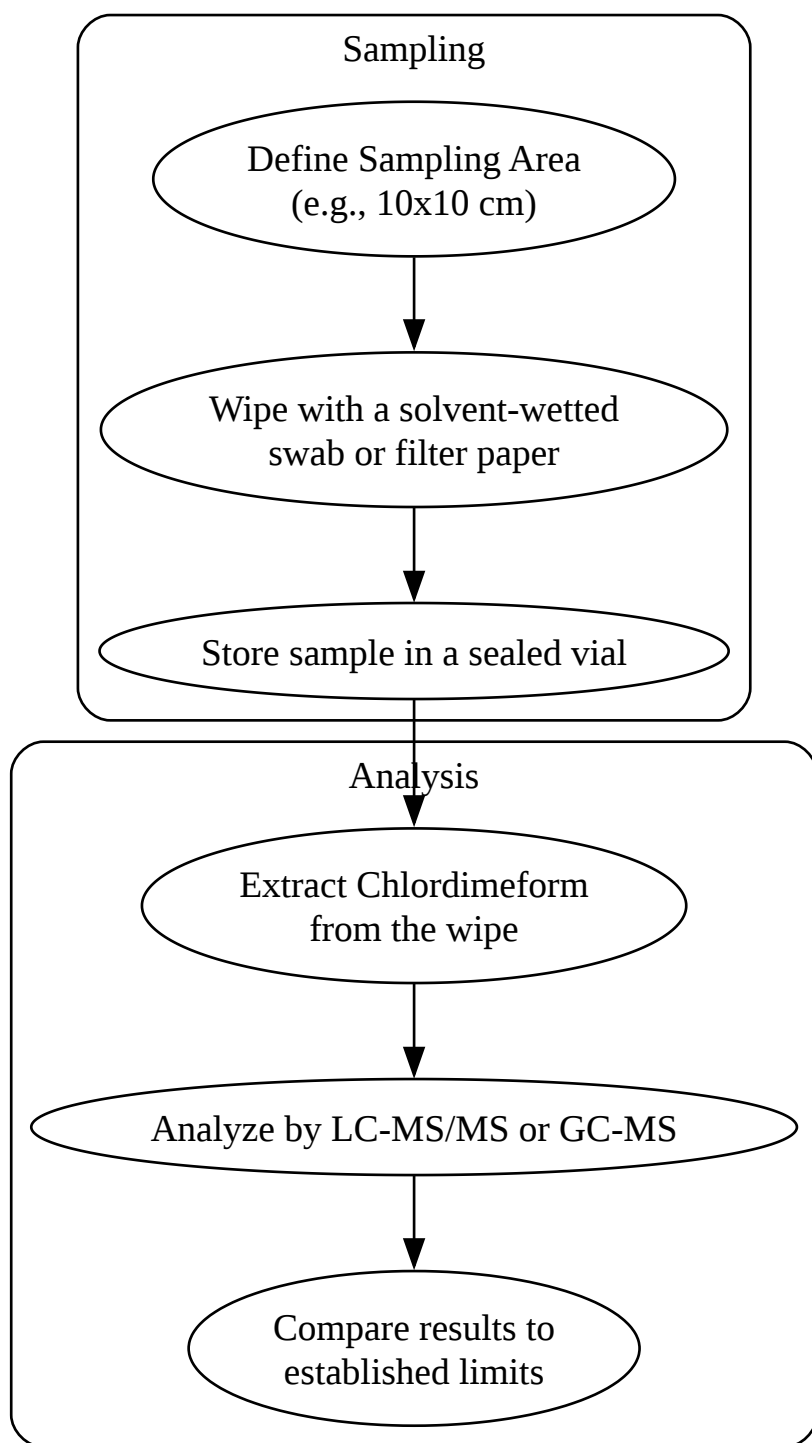 Sampling
Define Sampling Area
(e.g., 10x10 cm)
Wipe with a solvent-wetted
swab or filter paper
Store sample in a sealed vial
Analysis
Extract Chlordimeform
from the wipe
Analyze by LC-MS/MS or GC-MS
Compare results to
established limits